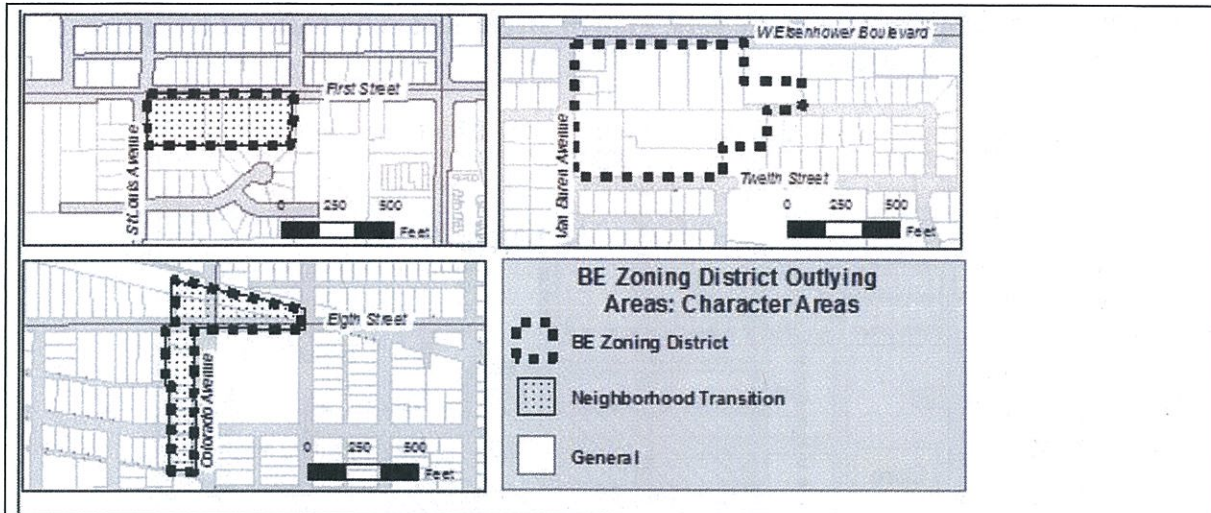 First Street
St Louis Avenue
0 250 500
Feet
W Eisenhower Boulevard
Van Buren Avenue
Twelth Street
0 250 500
Feet
Eigth Street
Colorado Avenue
0 250 500
Feet
BE Zoning District Outlying
Areas: Character Areas
BE Zoning District
Neighborhood Transition
General